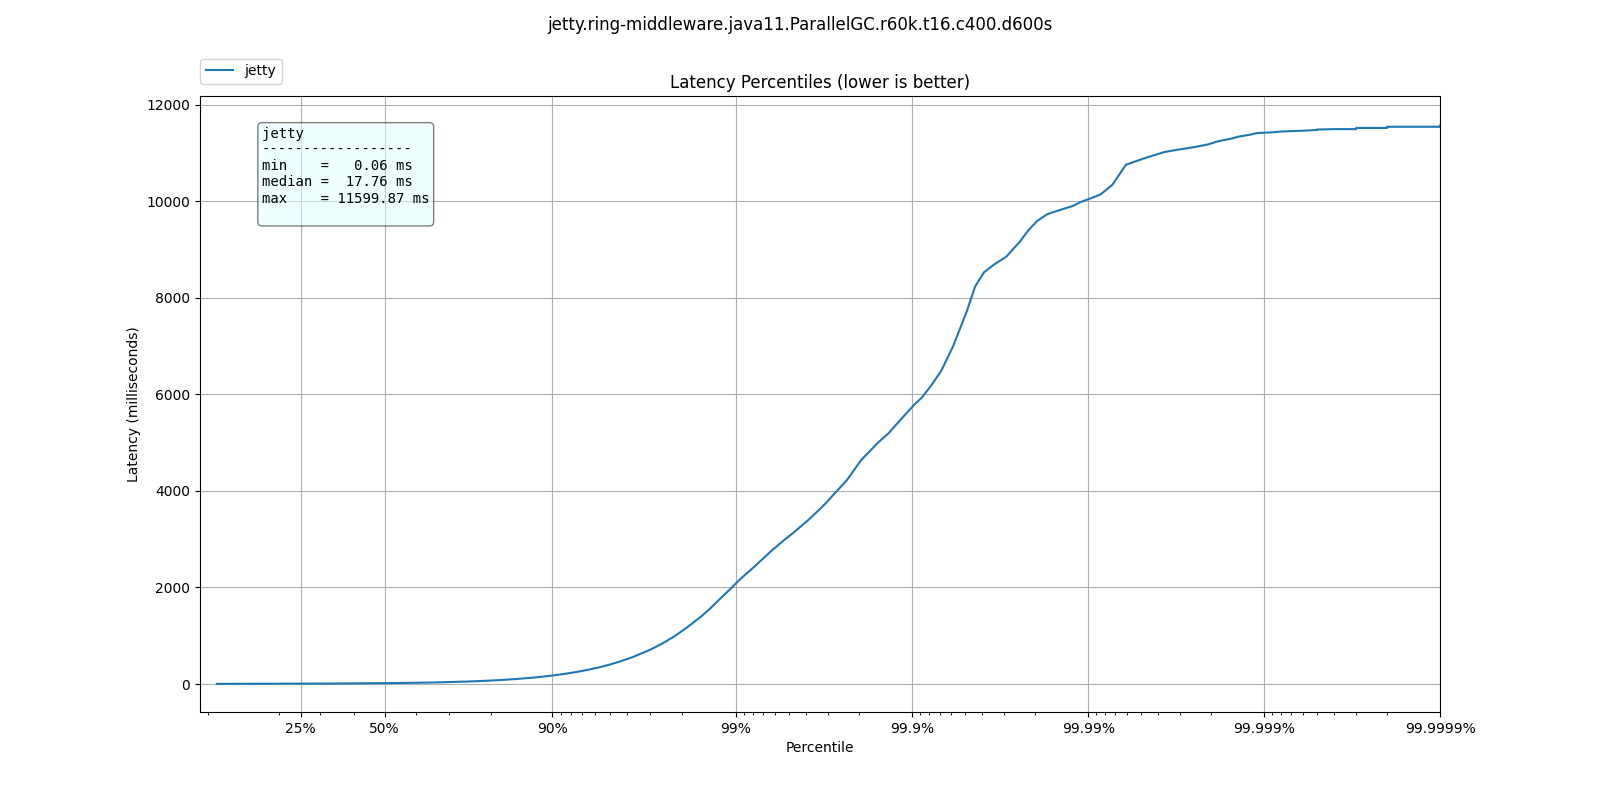 jetty.ring-middleware.java11.ParallelGC.r60k.t16.c400.d600s
jetty
Latency Percentiles (lower is better)
12000
10000
8000
6000
4000
2000
0
Latency (milliseconds)
jetty
------------------
min    =   0.06 ms
median =  17.76 ms
max    = 11599.87 ms
25% 50% 90% 99% 99.9% 99.99% 99.999% 99.9999%
Percentile